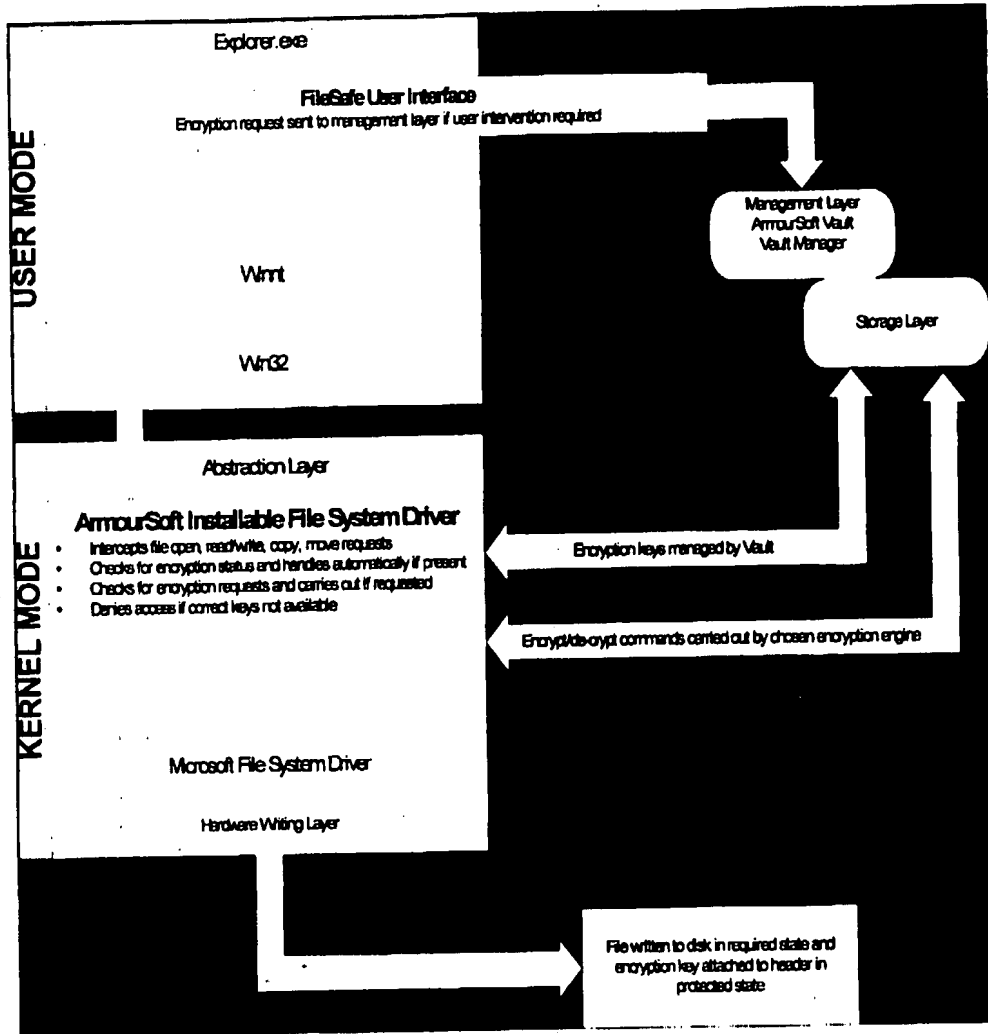 USER MODE
Explorer.exe
FileSafe User Interface
Encryption request sent to management layer if user intervention required
Winnt
Win32
Management Layer
ArmourSoft Vault
Vault Manager
Storage Layer
KERNEL MODE
Abstraction Layer
ArmourSoft Installable File System Driver
• Intercepts file open, read/write, copy, move requests
• Checks for encryption status and handles automatically if present
• Checks for encryption requests and carries out if requested
• Denies access if correct keys not available
Encryption keys managed by Vault
Encrypt/de-crypt commands carried out by chosen encryption engine
Microsoft File System Driver
Hardware Writing Layer
File written to disk in required state and
encryption key attached to header in
protected state